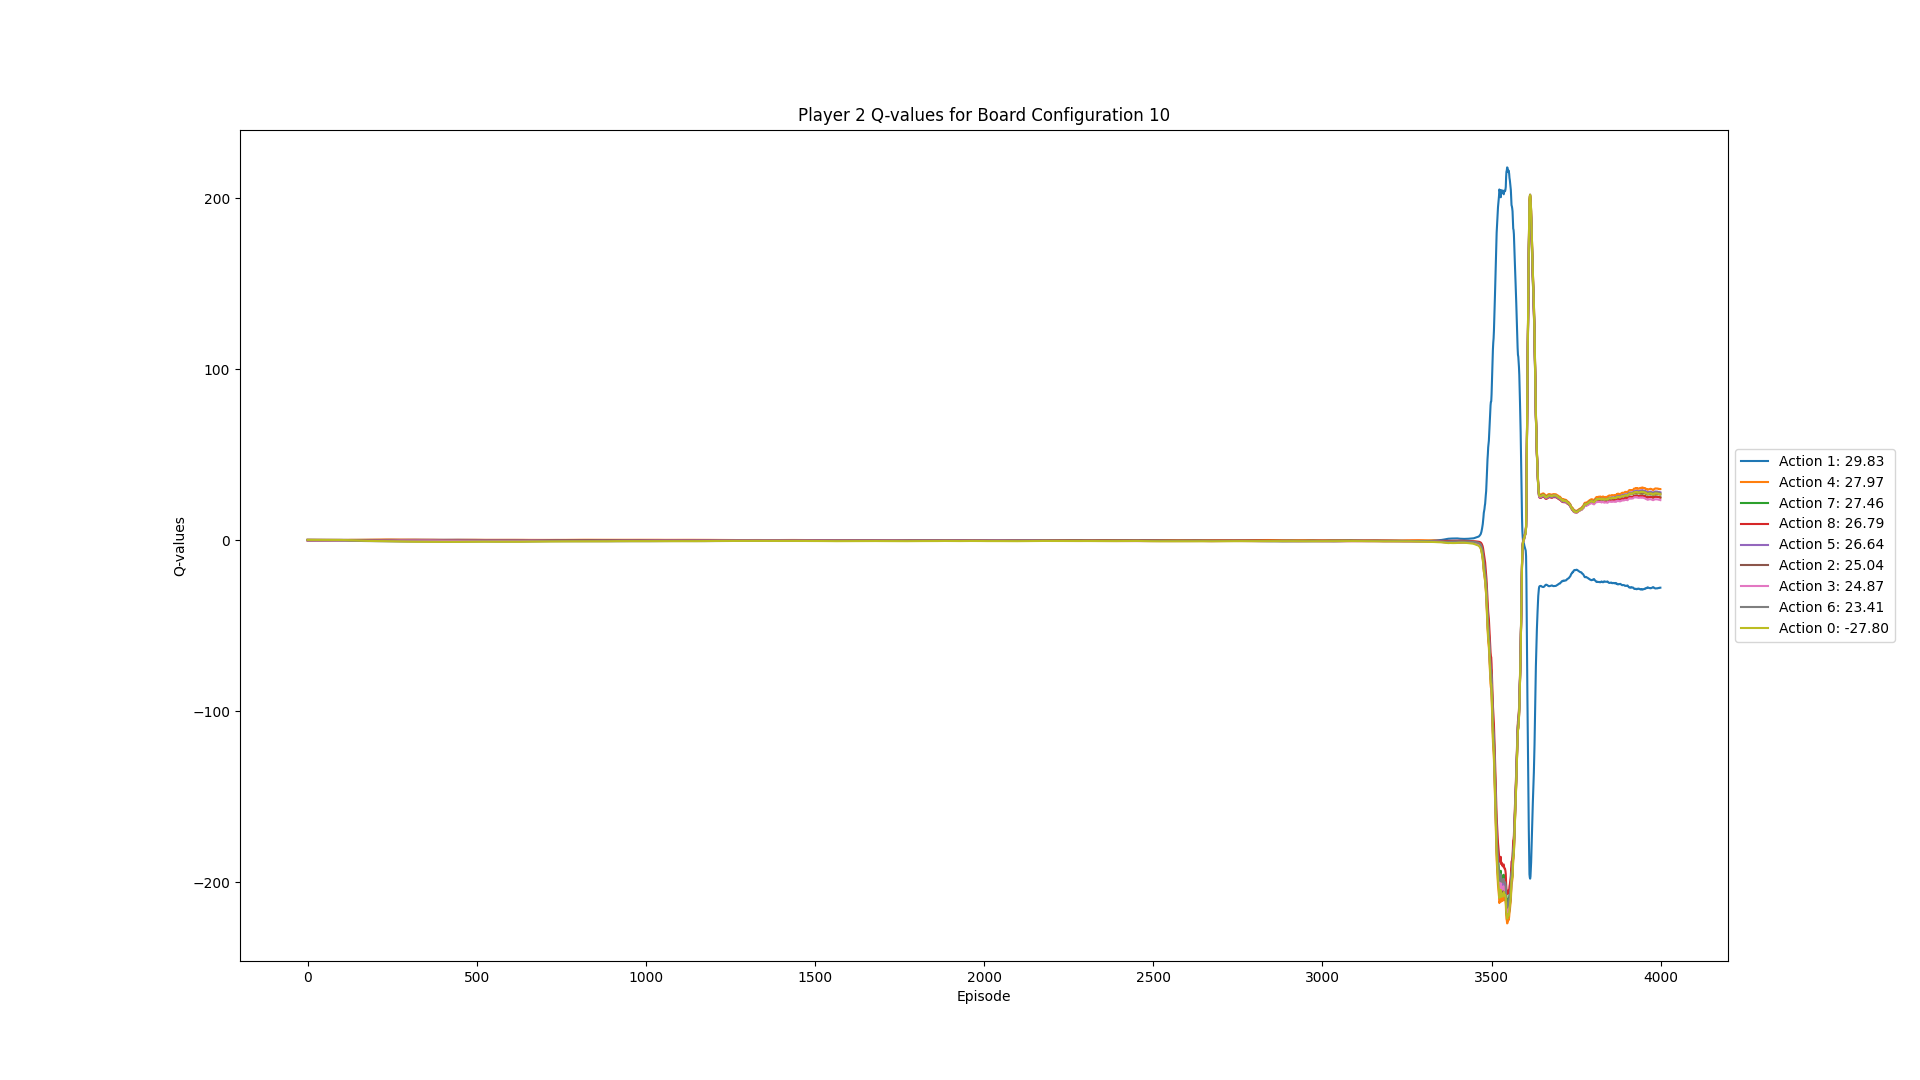 Player 2 Q-values for Board Configuration 10
Q-values
200
100
0
−100
−200
0
500
1000
1500
2000
2500
3000
3500
4000
Episode
Action 1: 29.83
Action 4: 27.97
Action 7: 27.46
Action 8: 26.79
Action 5: 26.64
Action 2: 25.04
Action 3: 24.87
Action 6: 23.41
Action 0: -27.80